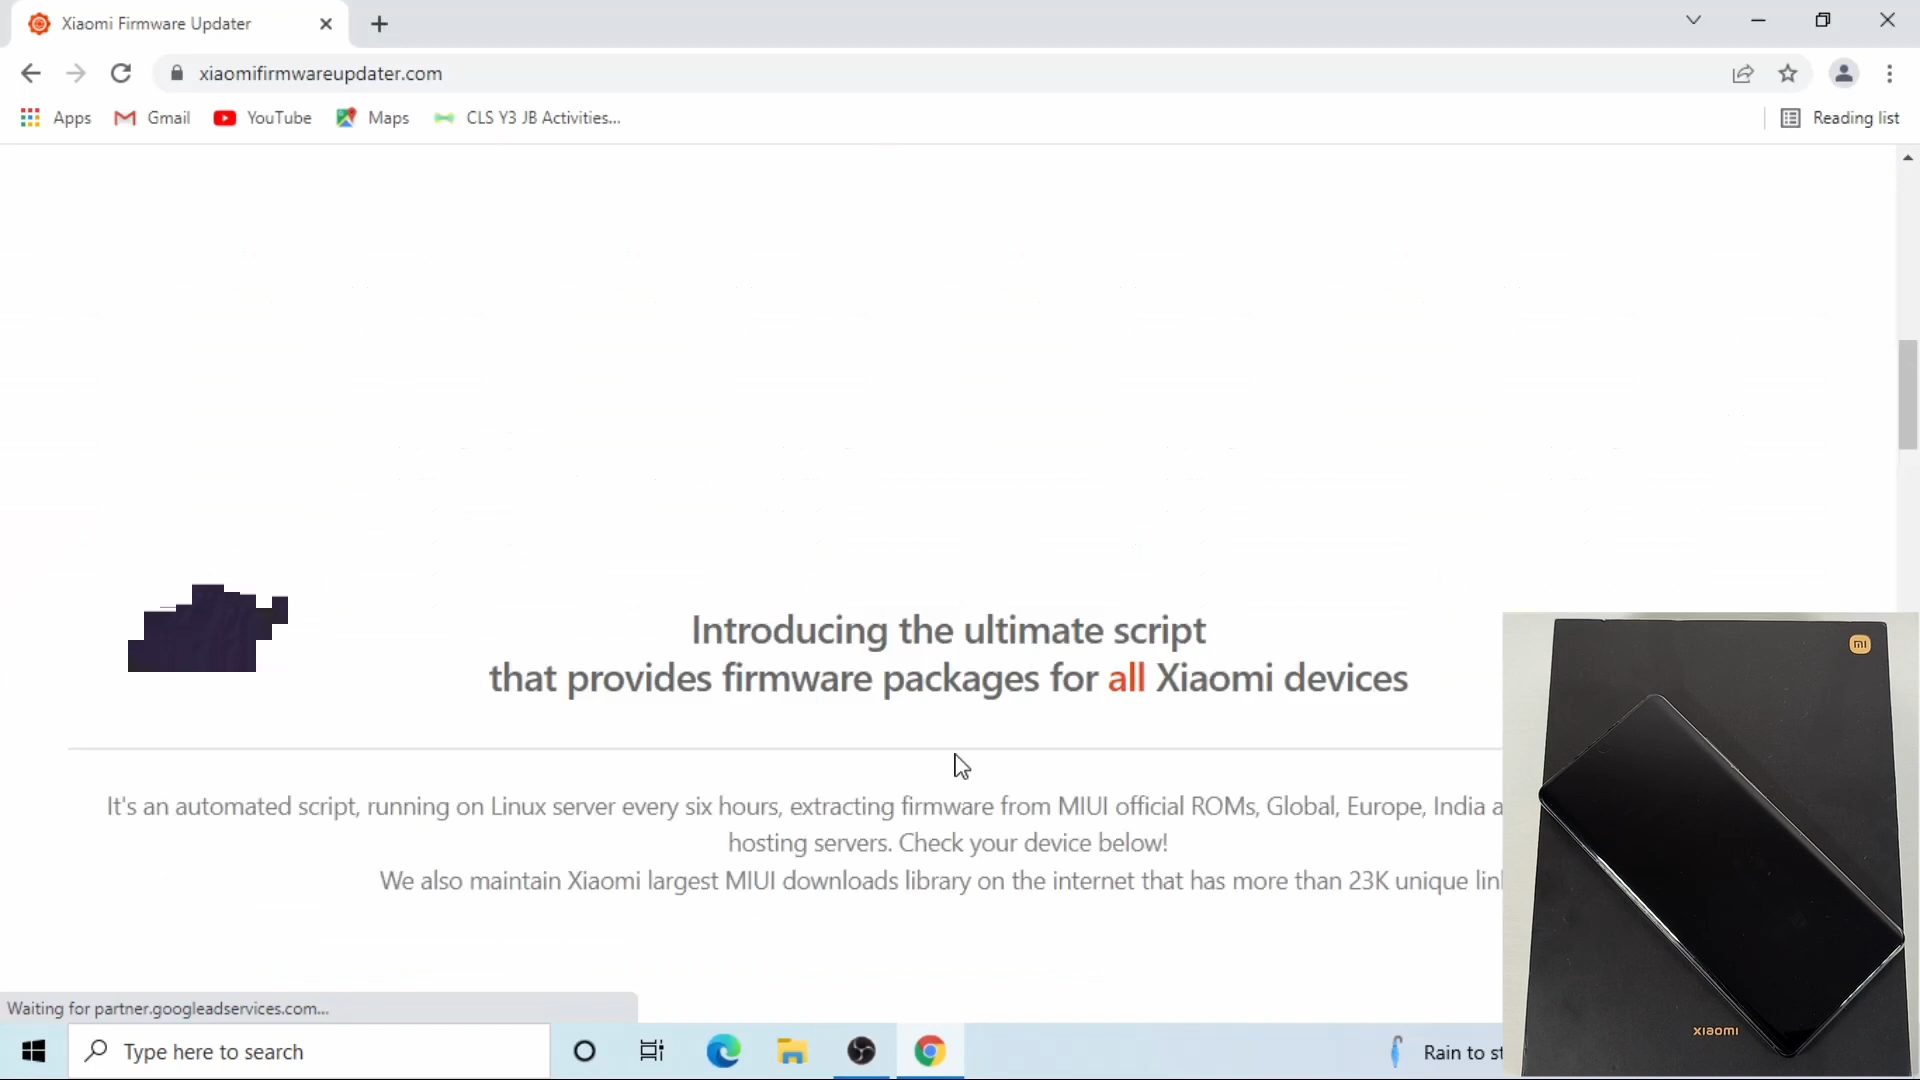 Xiaomi Firmware Updater
xiaomifirmwareupdater.com
Apps
Gmail
YouTube
Maps
CLS Y3 JB Activities...
Reading list
Introducing the ultimate script
that provides firmware packages for all Xiaomi devices
It's an automated script, running on Linux server every six hours, extracting firmware from MIUI official ROMs, Global, Europe, India a
hosting servers. Check your device below!
We also maintain Xiaomi largest MIUI downloads library on the internet that has more than 23K unique lin
mi
xiaomi
Waiting for partner.googleadservices.com...
Type here to search
Rain to st